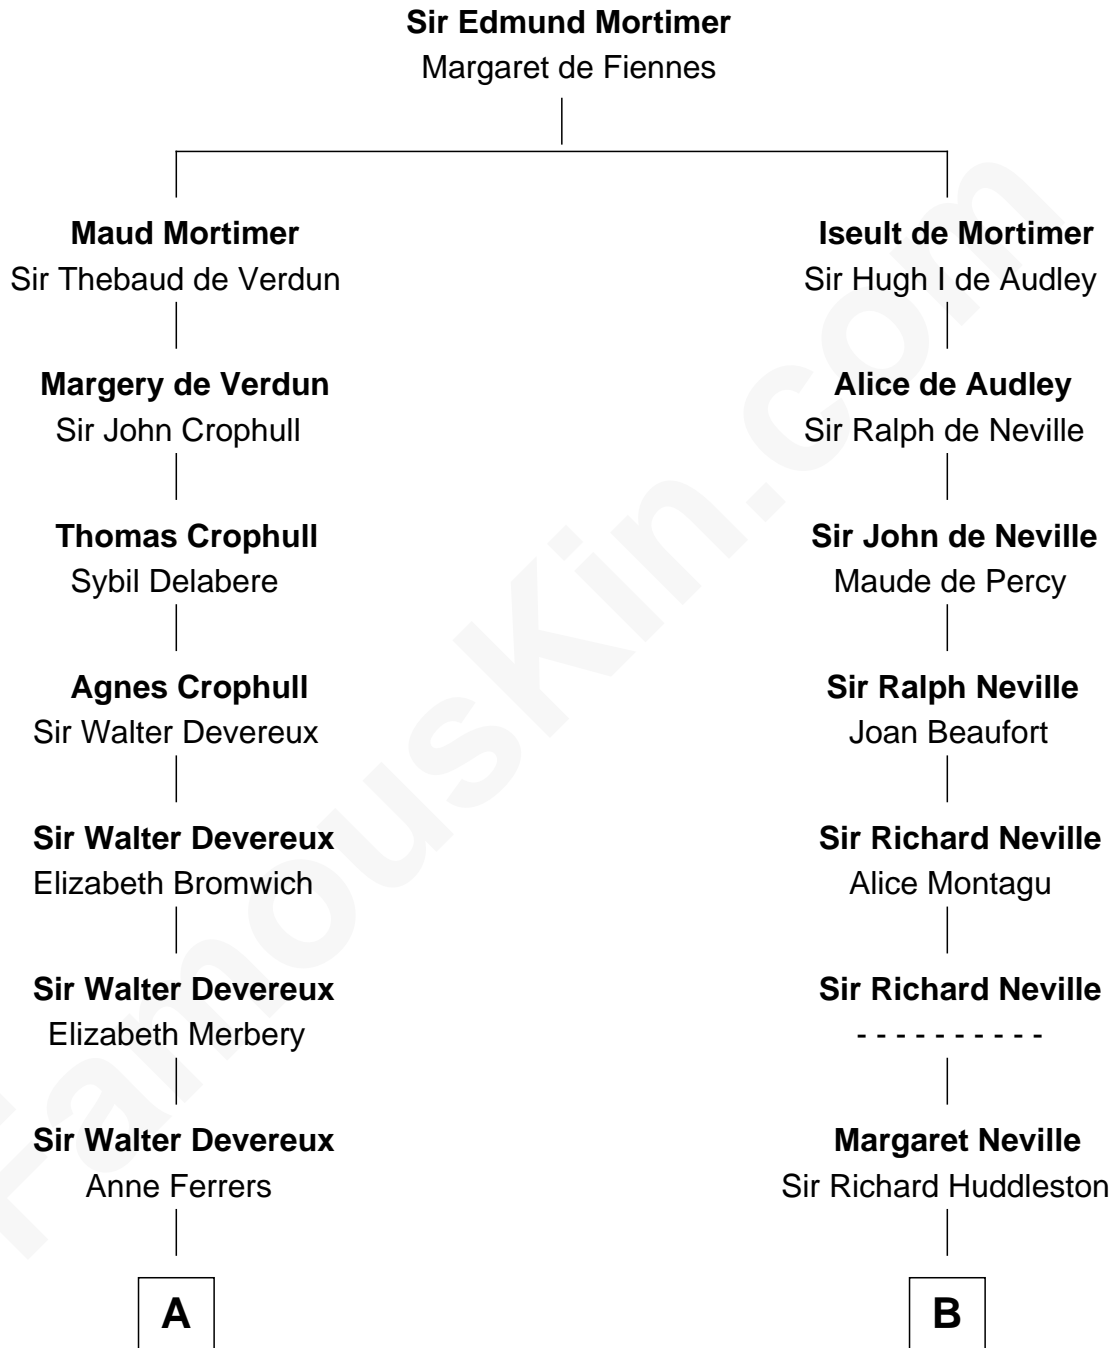 Sir Edmund Mortimer
Margaret de Fiennes
Maud Mortimer
Sir Thebaud de Verdun
Iseult de Mortimer
Sir Hugh I de Audley
Margery de Verdun
Sir John Crophull
Alice de Audley
Sir Ralph de Neville
Thomas Crophull
Sybil Delabere
Sir John de Neville
Maude de Percy
Agnes Crophull
Sir Walter Devereux
Sir Ralph Neville
Joan Beaufort
Sir Walter Devereux
Elizabeth Bromwich
Sir Richard Neville
Alice Montagu
Sir Walter Devereux
Elizabeth Merbery
Sir Richard Neville
- - - - - - - - - -
Sir Walter Devereux
Anne Ferrers
Margaret Neville
Sir Richard Huddleston
A
B
FamousKin.com